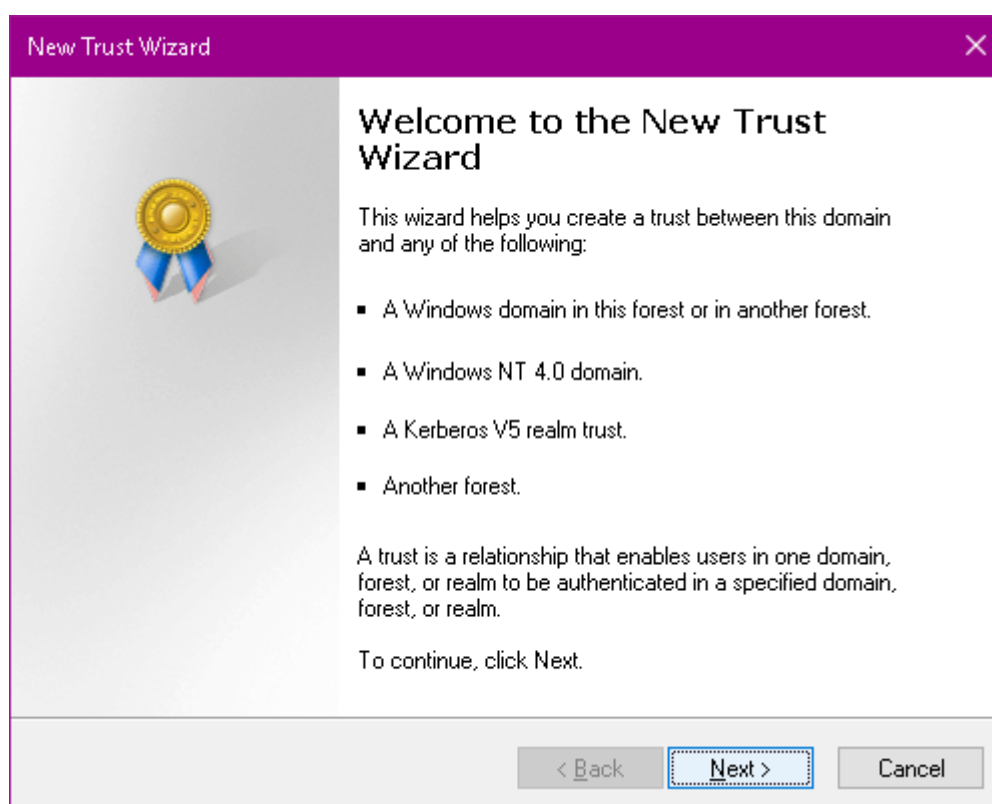 New Trust Wizard
Welcome to the New Trust
Wizard
This wizard helps you create a trust between this domain
and any of the following:
▪ A Windows domain in this forest or in another forest.
▪ A Windows NT 4.0 domain.
▪ A Kerberos V5 realm trust.
▪ Another forest.
A trust is a relationship that enables users in one domain,
forest, or realm to be authenticated in a specified domain,
forest, or realm.
To continue, click Next.
< Back Next > Cancel